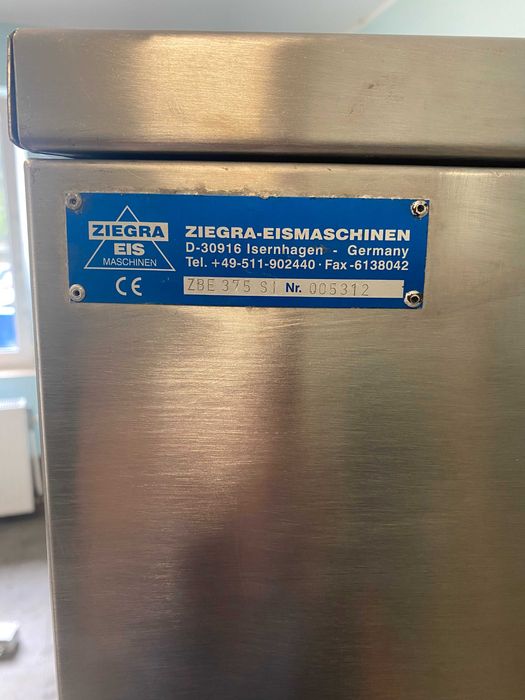 ZIEGRA
EIS
MASCHINEN
CE
ZIEGRA-EISMASCHINEN
D-30916 Isernhagen - Germany
Tel. +49-511-902440 · Fax -6138042
ZBE 375 SI Nr. 005312